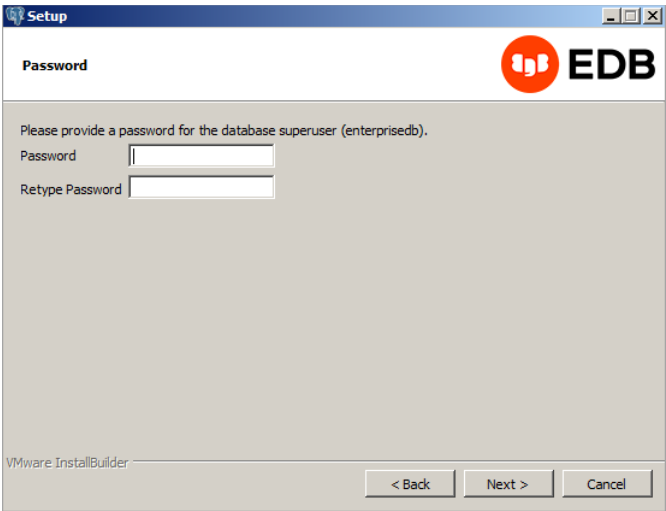 Setup
Password
EDB
Please provide a password for the database superuser (enterprisedb).
Password
Retype Password
VMware InstallBuilder
< Back
Next >
Cancel